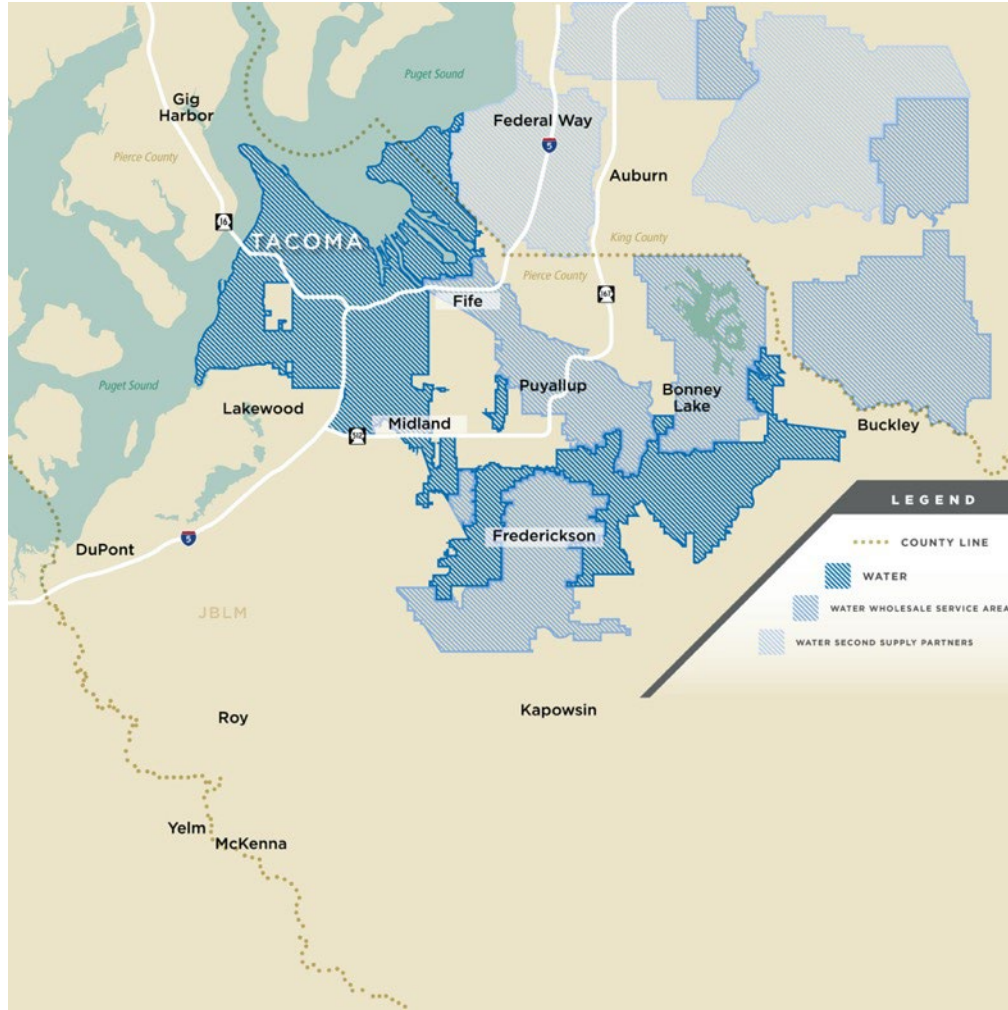 Puget Sound
Gig
Harbor
Federal Way
5
Pierce County
Auburn
16
TACOMA
King County
Pierce County
Fife
167
Puget Sound
Puyallup
Bonney
Lake
Lakewood
Midland
Buckley
512
LEGEND
COUNTY LINE
WATER
WATER WHOLESALE SERVICE AREA
WATER SECOND SUPPLY PARTNERS
Frederickson
5
DuPont
JBLM
Roy
Kapowsin
Yelm
McKenna